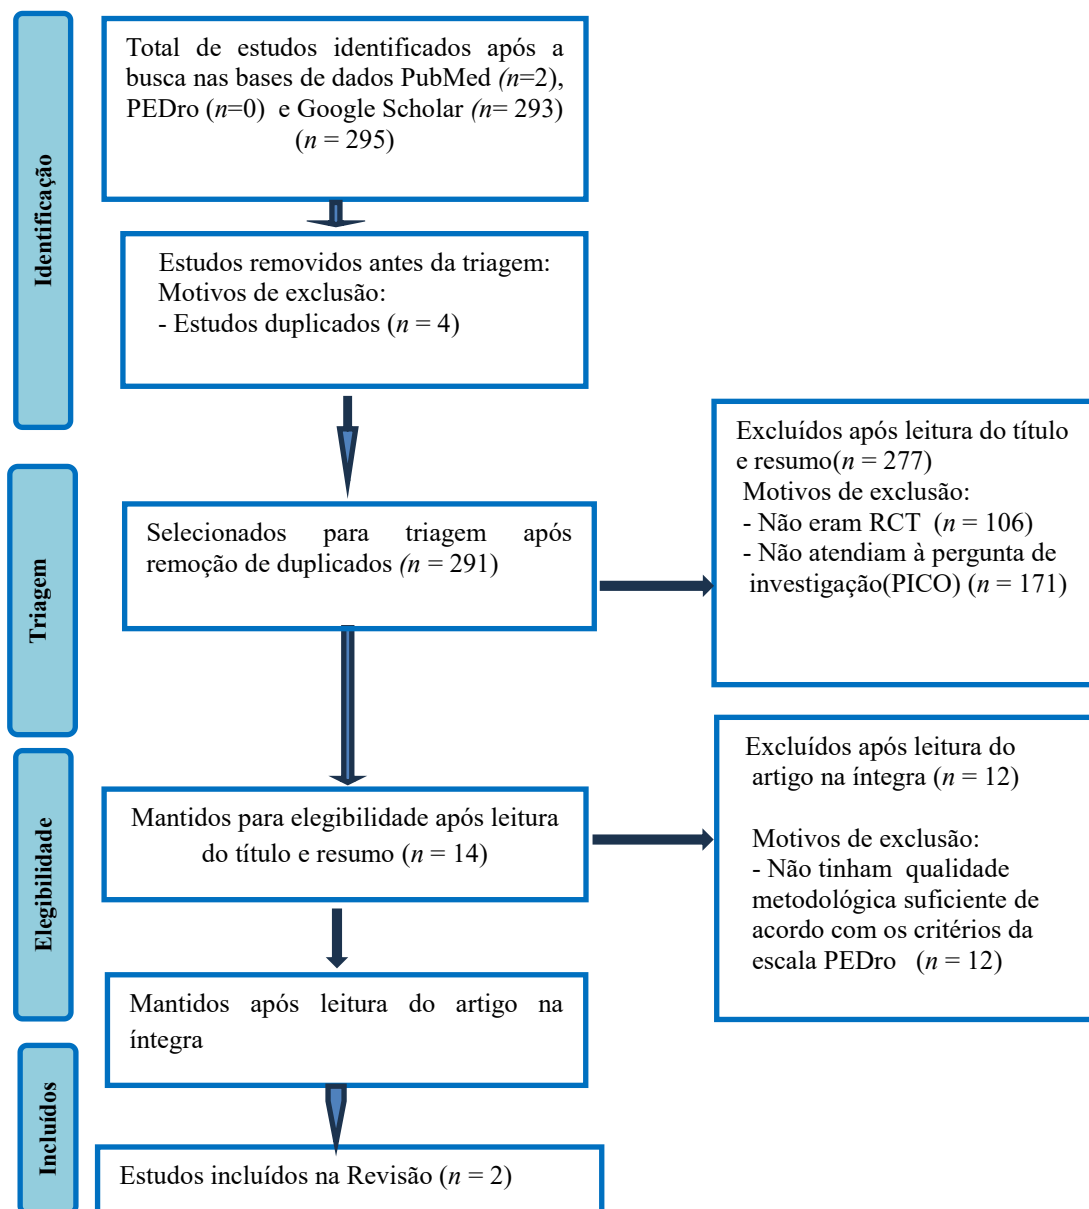 Identificação
Total de estudos identificados após a
busca nas bases de dados PubMed (n=2),
PEDro (n=0) e Google Scholar (n= 293)
(n = 295)
Estudos removidos antes da triagem:
Motivos de exclusão:
- Estudos duplicados (n = 4)
Triagem
Selecionados para triagem após
remoção de duplicados (n = 291)
Excluídos após leitura do título
e resumo(n = 277)
Motivos de exclusão:
- Não eram RCT (n = 106)
- Não atendiam à pergunta de
investigação(PICO) (n = 171)
Elegibilidade
Mantidos para elegibilidade após leitura
do título e resumo (n = 14)
Excluídos após leitura do
artigo na íntegra (n = 12)
Motivos de exclusão:
- Não tinham qualidade
metodológica suficiente de
acordo com os critérios da
escala PEDro (n = 12)
Mantidos após leitura do artigo na
íntegra
Incluídos
Estudos incluídos na Revisão (n = 2)